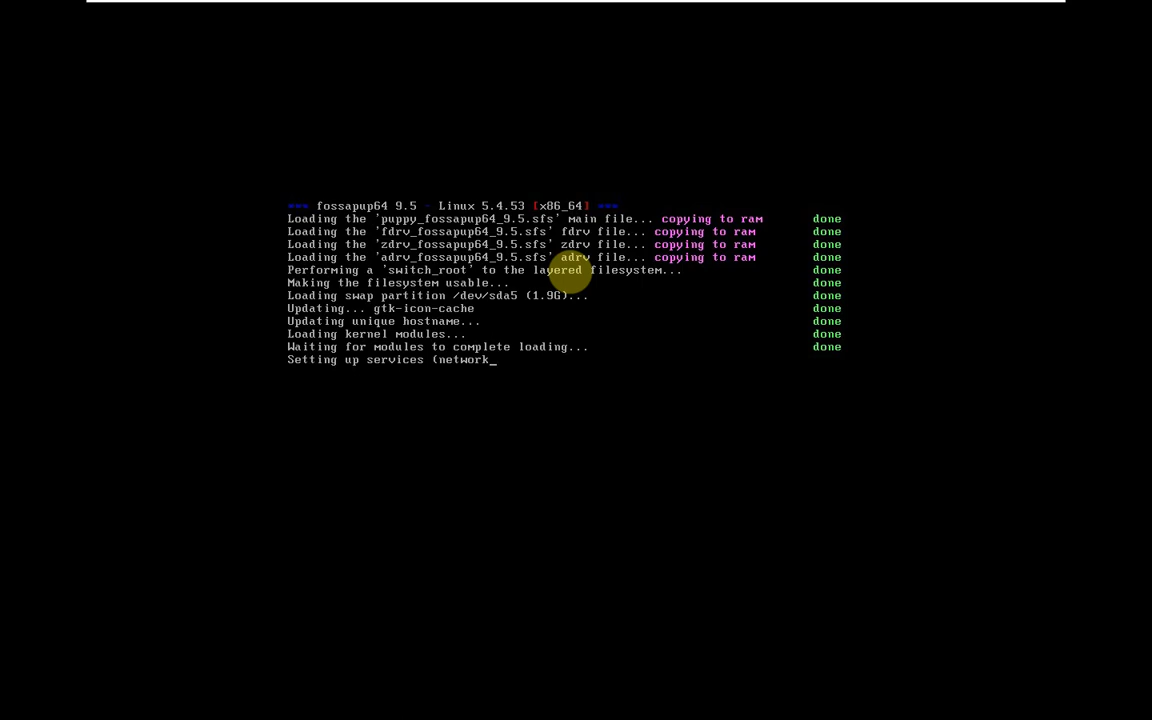 === fossapup64 9.5 - Linux 5.4.53 [x86_64] ===
Loading the 'puppy_fossapup64_9.5.sfs' main file... copying to ram done
Loading the 'fdrv_fossapup64_9.5.sfs' fdrv file... copying to ram done
Loading the 'zdrv_fossapup64_9.5.sfs' zdrv file... copying to ram done
Loading the 'adrv_fossapup64_9.5.sfs' adrv file... copying to ram done
Performing a 'switch_root' to the layered filesystem... done
Making the filesystem usable... done
Loading swap partition /dev/sda5 (1.9G)... done
Updating... gtk-icon-cache done
Updating unique hostname... done
Loading kernel modules... done
Waiting for modules to complete loading... done
Setting up services (network_